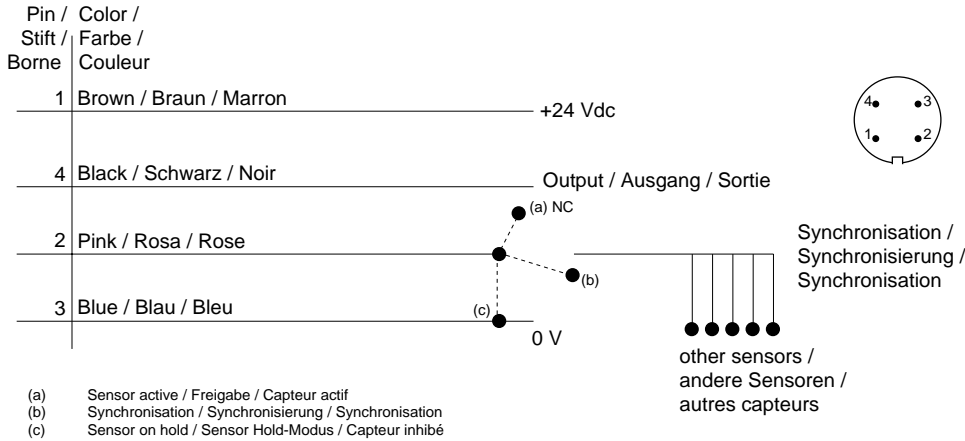 Pin / Color /
Stift / Farbe /
Borne Couleur
1 Brown / Braun / Marron
+24 Vdc
4 3
1 2
4 Black / Schwarz / Noir
Output / Ausgang / Sortie
(a) NC
2 Pink / Rosa / Rose
Synchronisation /
Synchronisierung /
Synchronisation
(b)
3 Blue / Blau / Bleu
(c)
0 V
other sensors /
andere Sensoren /
autres capteurs
(a) Sensor active / Freigabe / Capteur actif
(b) Synchronisation / Synchronisierung / Synchronisation
(c) Sensor on hold / Sensor Hold-Modus / Capteur inhibé